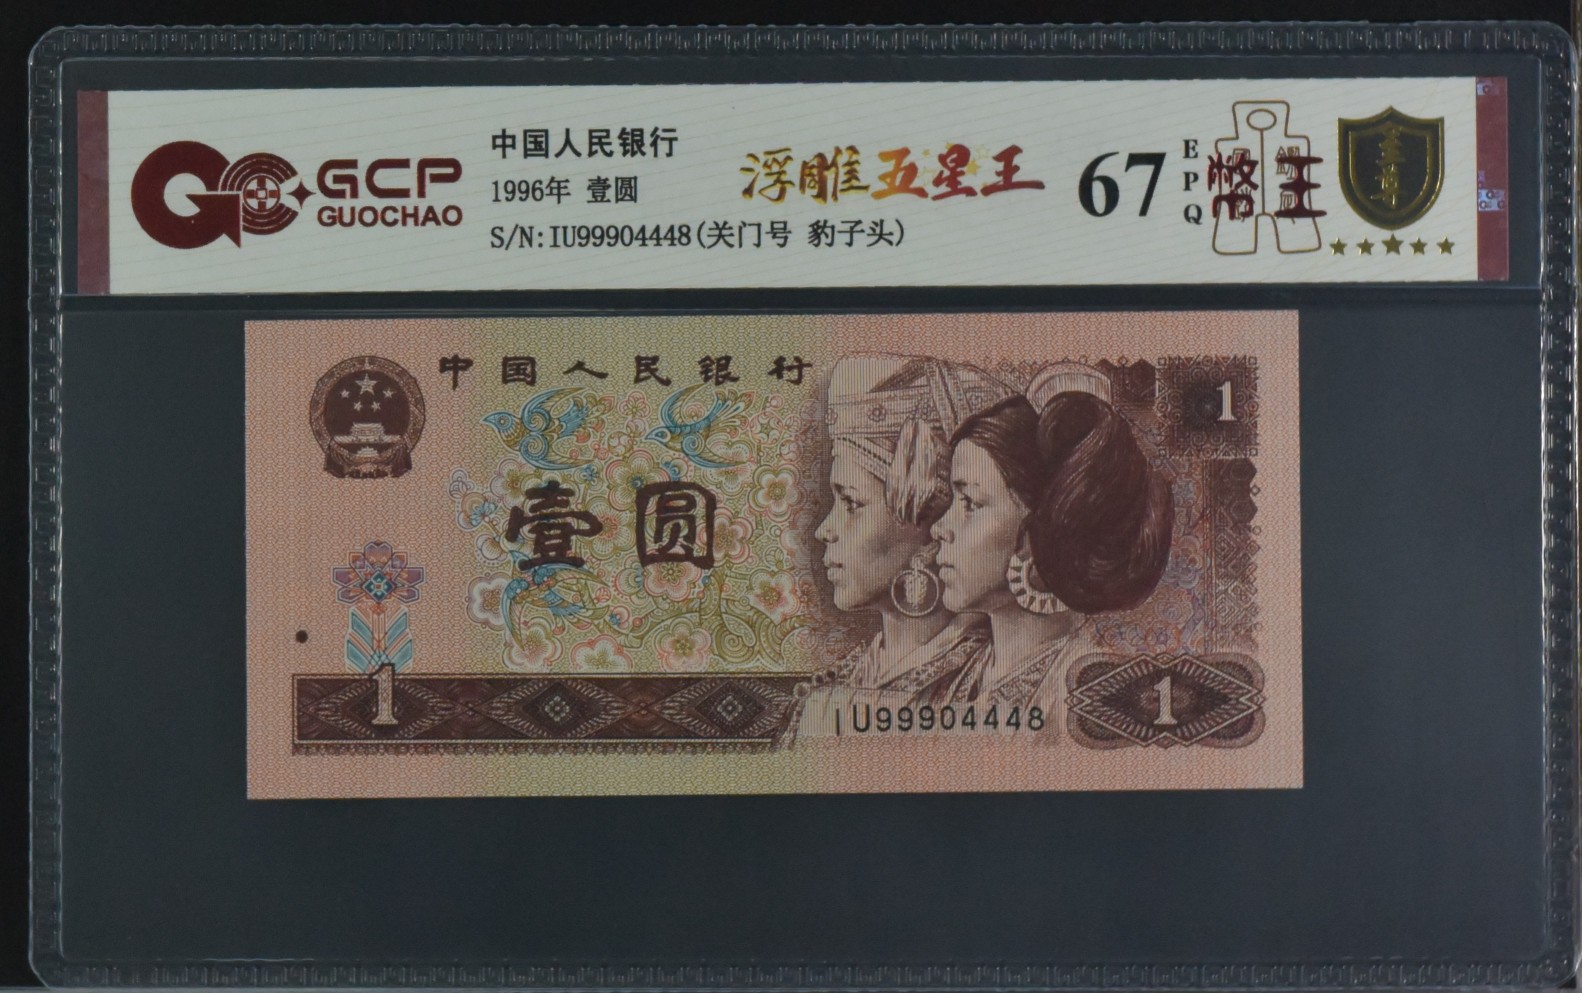 GCP
GUOCHAO
中国人民银行
1996年 壹圆
S/N:IU99904448(关门号 豹子头)
浮雕五星王
67
EPQ
币王
至尊
中国人民银行
1
壹圆
1
IU99904448
1